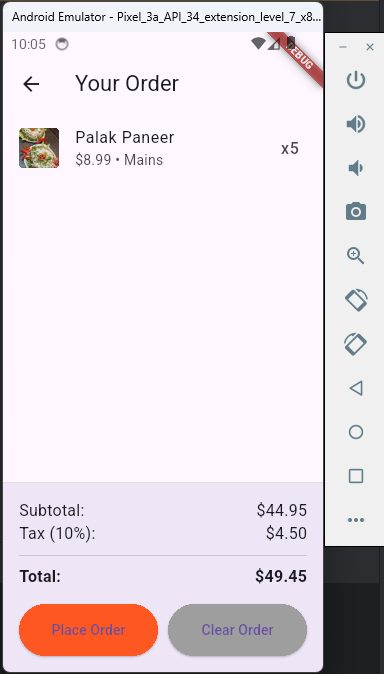 Android Emulator - Pixel_3a_API_34_extension_level_7_x8...
10:05
DEBUG
Your Order
Palak Paneer
x5
$8.99 • Mains
Subtotal: $44.95
Tax (10%): $4.50
Total: $49.45
Place Order Clear Order